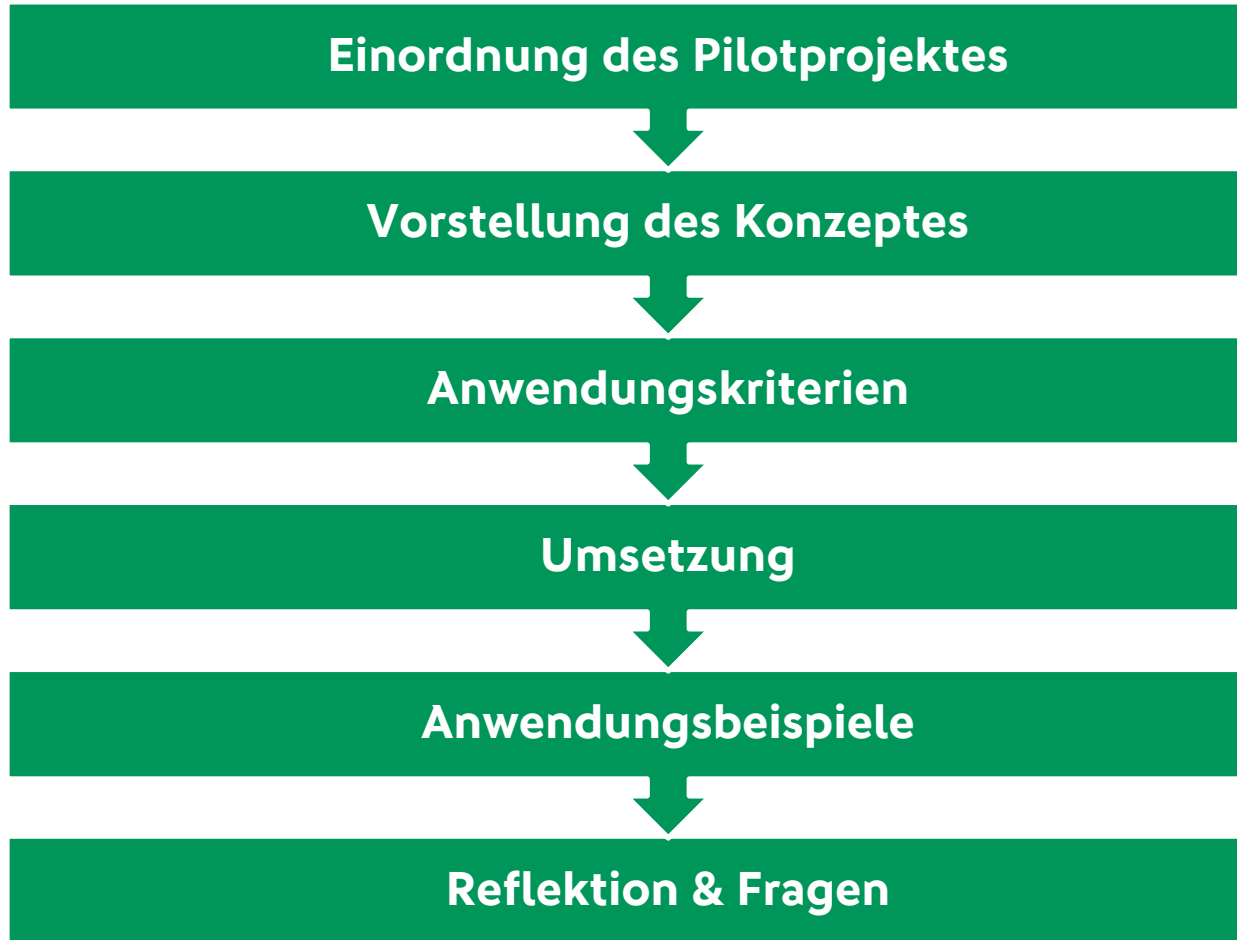 Einordnung des Pilotprojektes
Vorstellung des Konzeptes
Anwendungskriterien
Umsetzung
Anwendungsbeispiele
Reflektion & Fragen